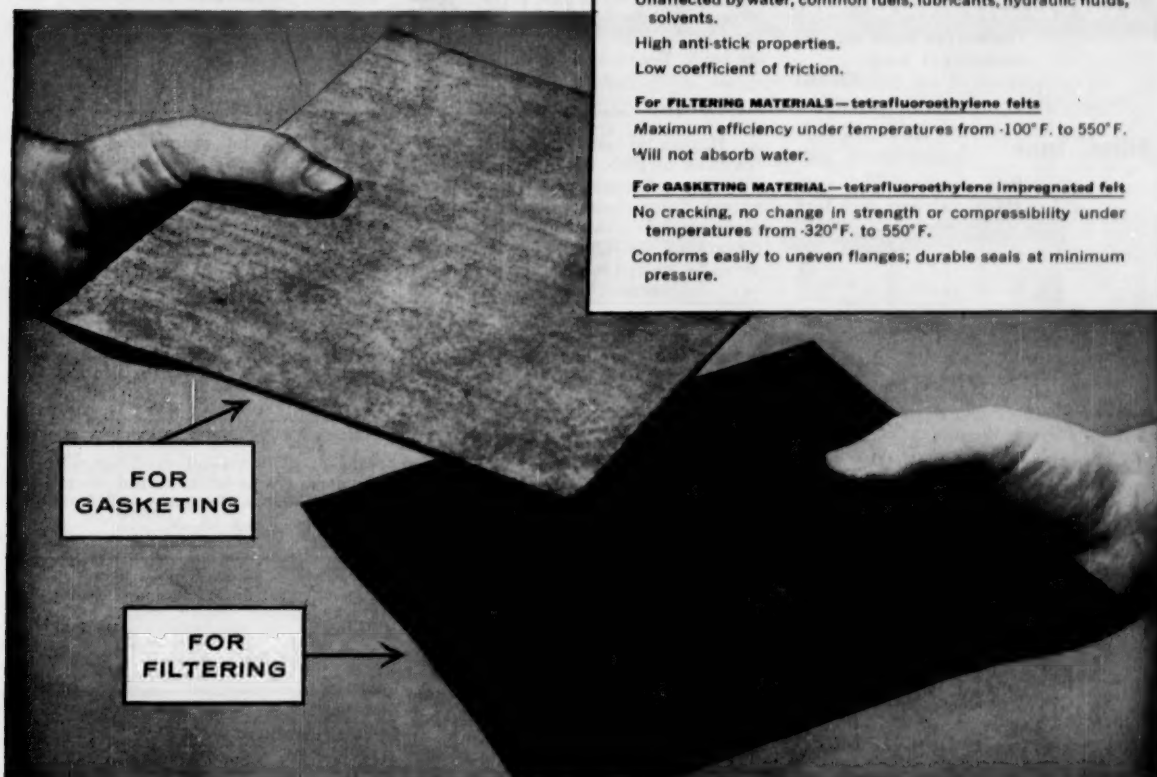 Unaffected by water, common fuels, lubricants, hydraulic fluids,
solvents.
High anti-stick properties.
Low coefficient of friction.
For FILTERING MATERIALS—tetrafluoroethylene felts
Maximum efficiency under temperatures from -100° F. to 550° F.
Will not absorb water.
For GASKETING MATERIAL—tetrafluoroethylene impregnated felt
No cracking, no change in strength or compressibility under
temperatures from -320° F. to 550° F.
Conforms easily to uneven flanges; durable seals at minimum
pressure.
FOR
GASKETING
FOR
FILTERING